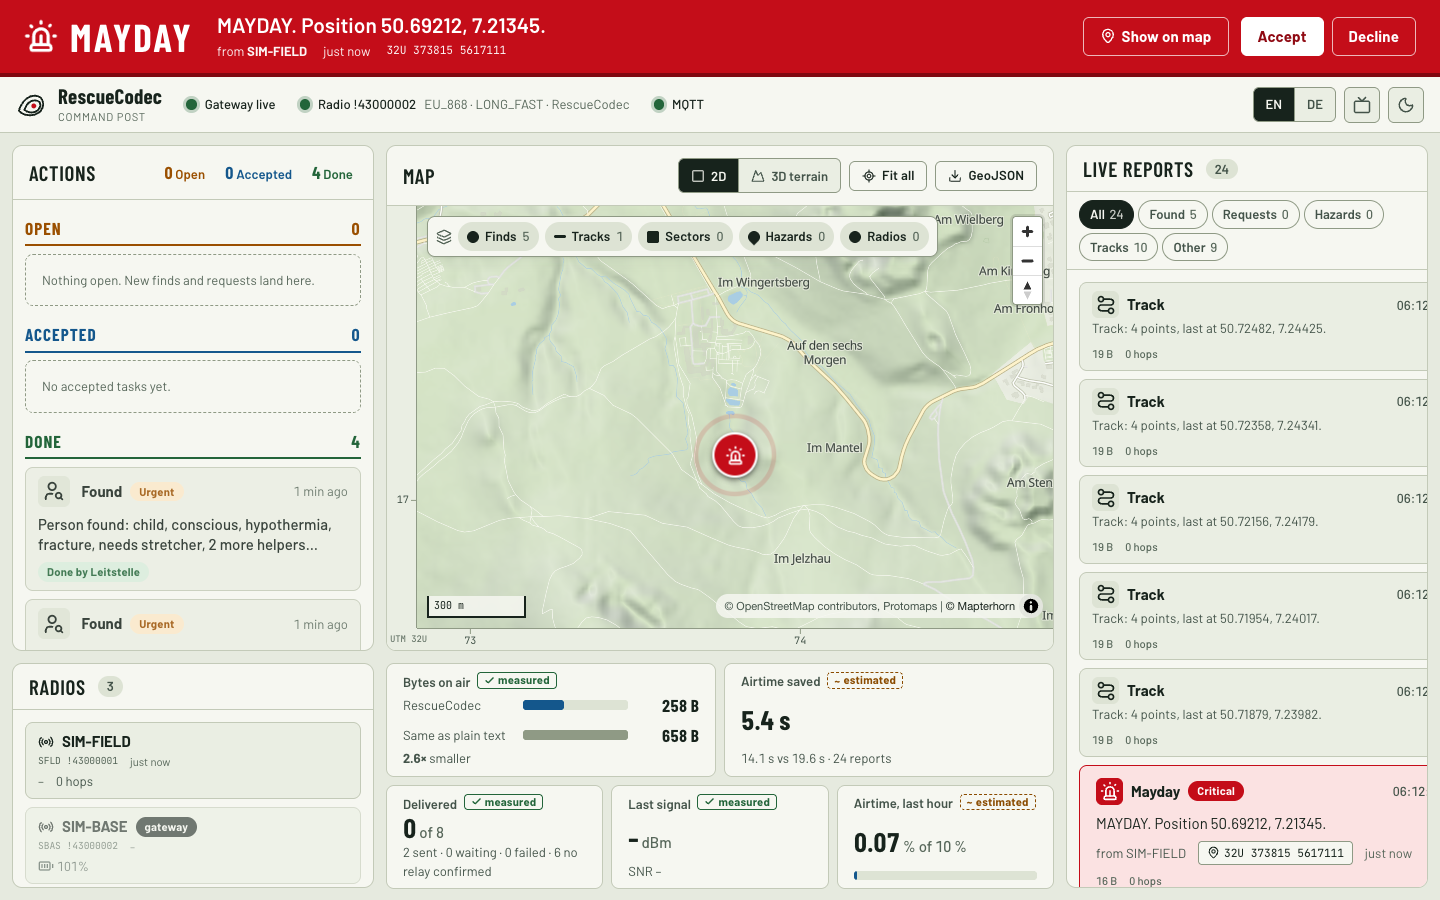 MAYDAY
MAYDAY. Position 50.69212, 7.21345.
from SIM-FIELD just now 32U 373815 5617111
Show on map
Accept
Decline
RescueCodec
COMMAND POST
Gateway live
Radio !43000002 EU_868 · LONG_FAST · RescueCodec
MQTT
EN
DE
ACTIONS
0 Open
0 Accepted
4 Done
OPEN 0
Nothing open. New finds and requests land here.
ACCEPTED 0
No accepted tasks yet.
DONE 4
Found Urgent 1 min ago
Person found: child, conscious, hypothermia,
fracture, needs stretcher, 2 more helpers...
Done by Leitstelle
Found Urgent 1 min ago
RADIOS 3
SIM-FIELD
SFLD !43000001 just now
– 0 hops
SIM-BASE gateway
SBAS !43000002 –
101%
MAP
2D
3D terrain
Fit all
GeoJSON
Finds 5
Tracks 1
Sectors 0
Hazards 0
Radios 0
Am Wielberg
Im Wingertsberg
Am Fronho
Auf den sechs
Morgen
Im Mantel
Am Sten
Im Jelzhau
17
300 m
© OpenStreetMap contributors, Protomaps | © Mapterhorn
UTM 32U
73
74
Bytes on air measured
RescueCodec 258 B
Same as plain text 658 B
2.6× smaller
Airtime saved ~ estimated
5.4 s
14.1 s vs 19.6 s · 24 reports
Delivered measured
0 of 8
2 sent · 0 waiting · 0 failed · 6 no
relay confirmed
Last signal measured
– dBm
SNR –
Airtime, last hour ~ estimated
0.07 % of 10 %
LIVE REPORTS 24
All 24
Found 5
Requests 0
Hazards 0
Tracks 10
Other 9
Track 06:12
Track: 4 points, last at 50.72482, 7.24425.
19 B 0 hops
Track 06:12
Track: 4 points, last at 50.72358, 7.24341.
19 B 0 hops
Track 06:12
Track: 4 points, last at 50.72156, 7.24179.
19 B 0 hops
Track 06:12
Track: 4 points, last at 50.71954, 7.24017.
19 B 0 hops
Track 06:12
Track: 4 points, last at 50.71879, 7.23982.
19 B 0 hops
Mayday Critical 06:12
MAYDAY. Position 50.69212, 7.21345.
from SIM-FIELD 32U 373815 5617111 just now
16 B 0 hops